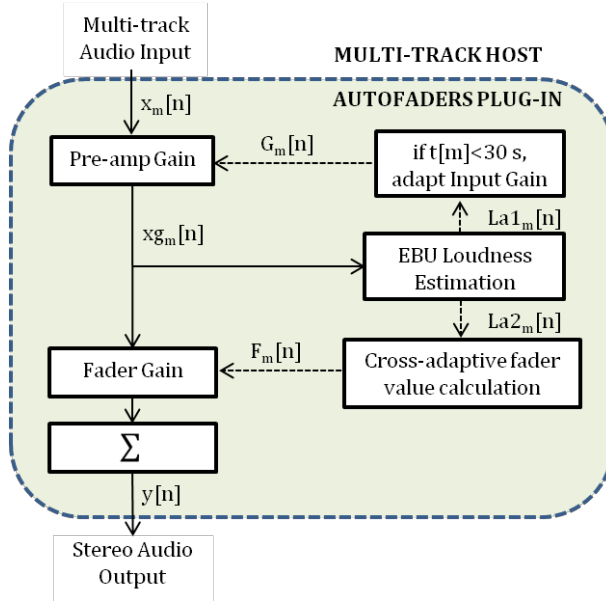 Multi-track
Audio Input
MULTI-TRACK HOST
AUTOFADERS PLUG-IN
xm[n]
Pre-amp Gain
Gm[n]
if t[m]<30 s,
adapt Input Gain
xgm[n]
La1m[n]
EBU Loudness
Estimation
La2m[n]
Fader Gain
Fm[n]
Cross-adaptive fader
value calculation
∑
y[n]
Stereo Audio
Output